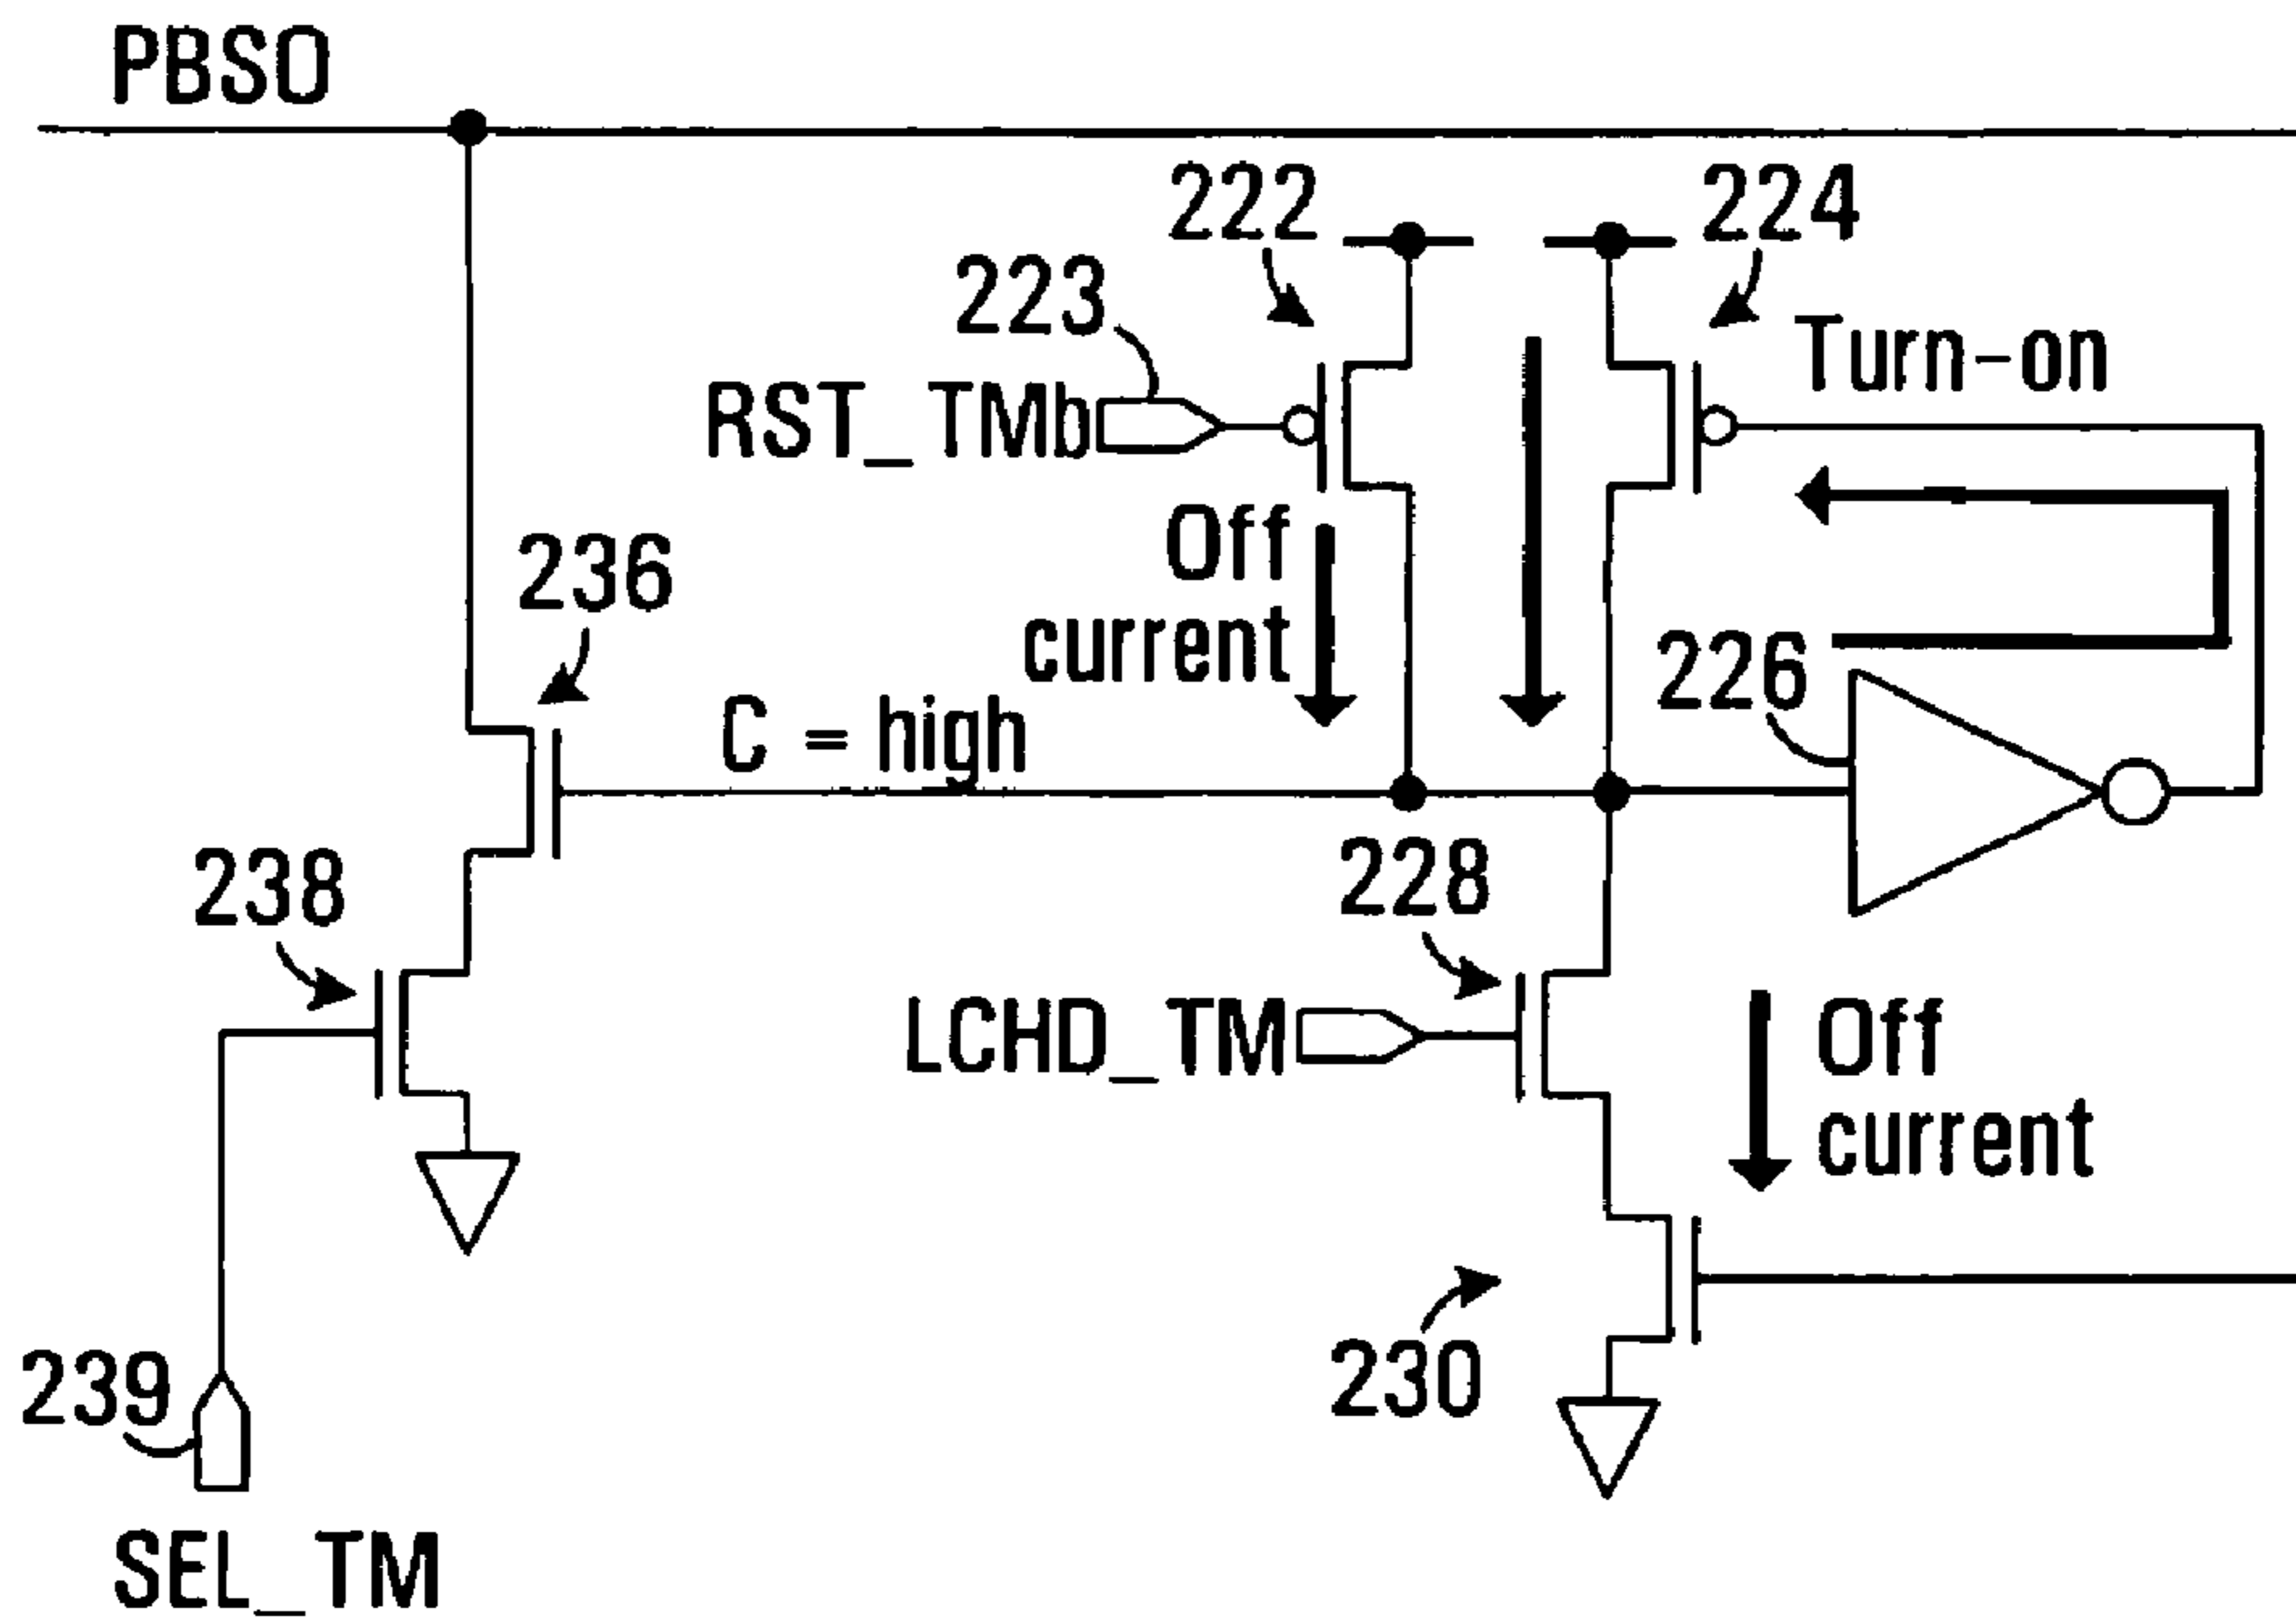 PBSO
222
224
223
Turn-on
RST_TMb
Off
current
236
226
C = high
238
228
LCHD_TM
Off
current
239
230
SEL_TM